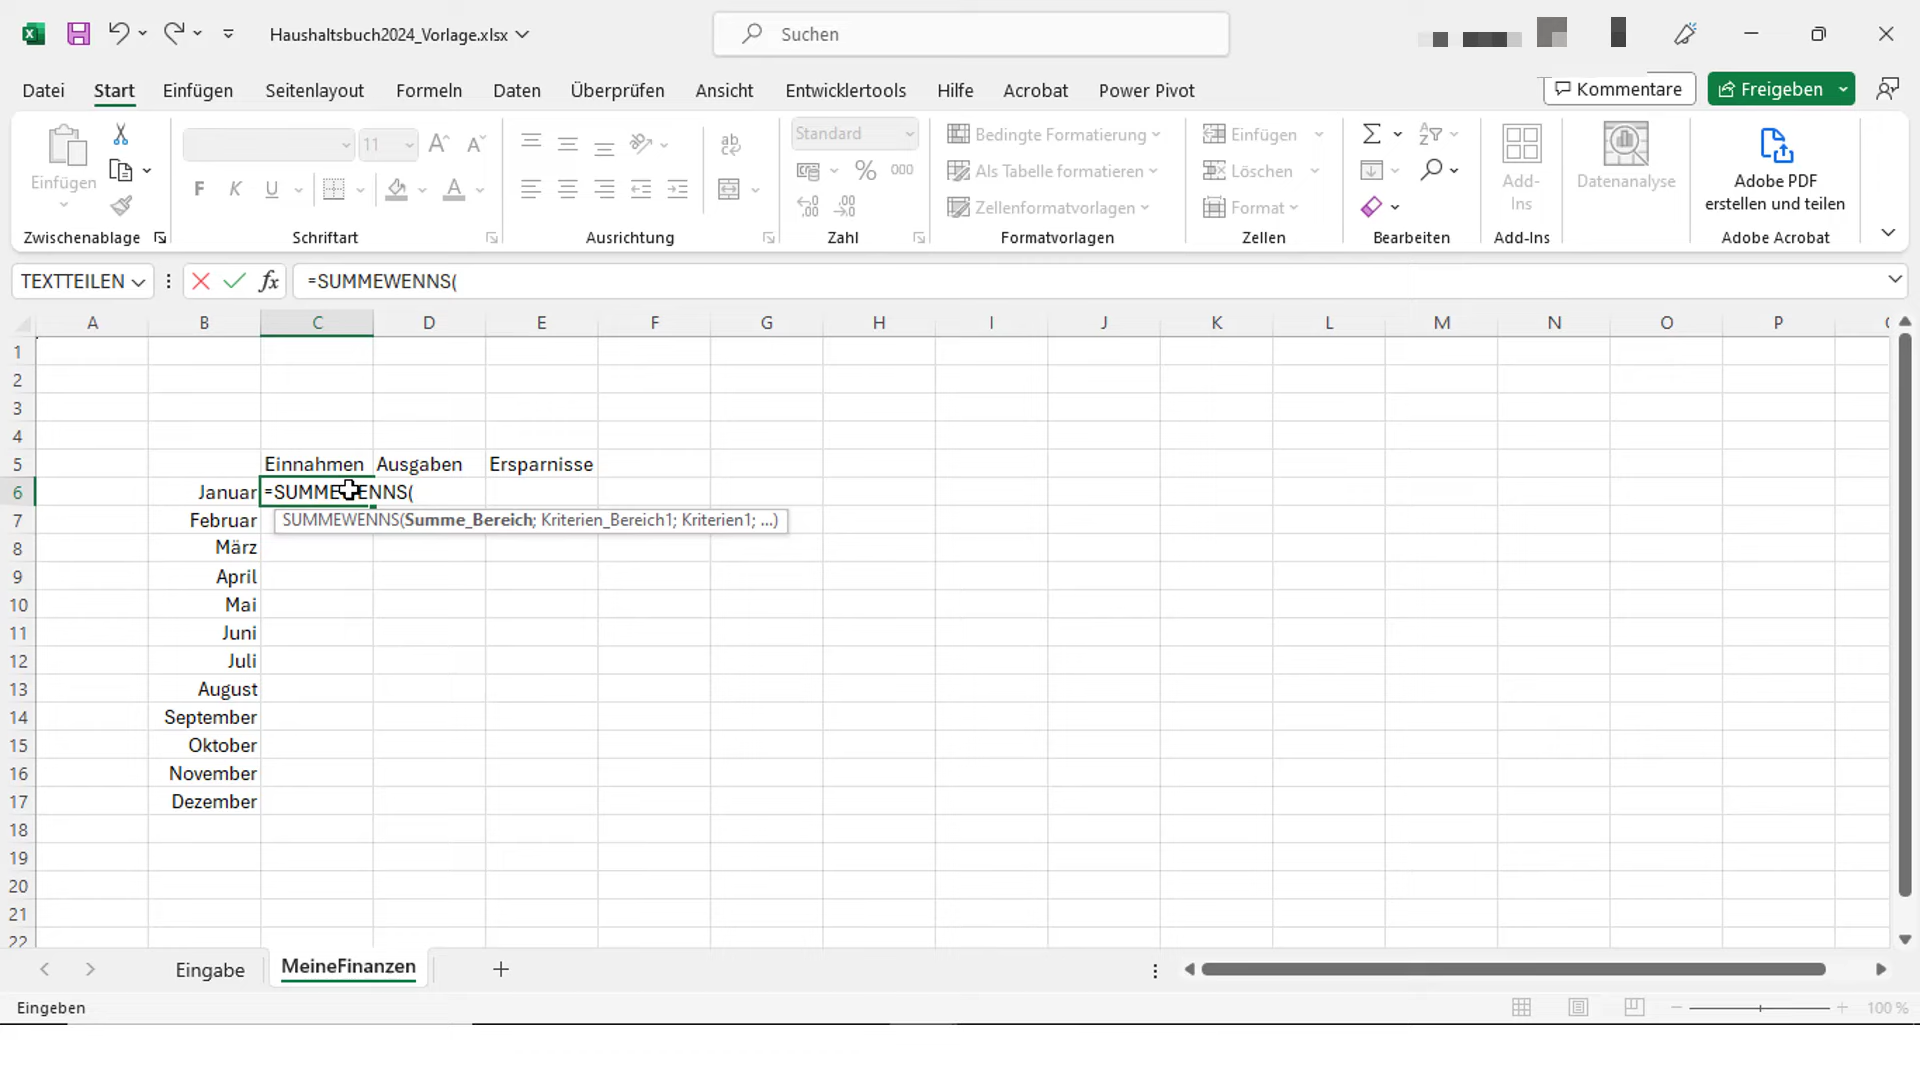 Haushaltsbuch2024_Vorlage.xlsx
Suchen
Datei Start Einfügen Seitenlayout Formeln Daten Überprüfen Ansicht Entwicklertools Hilfe Acrobat Power Pivot Kommentare Freigeben
Einfügen
11
F K U
ab
c
Standard
% 000
Bedingte Formatierung
Als Tabelle formatieren
Zellenformatvorlagen
Einfügen
Löschen
Format
Add-
Ins
Datenanalyse
Adobe PDF
erstellen und teilen
Zwischenablage Schriftart Ausrichtung Zahl Formatvorlagen Zellen Bearbeiten Add-Ins Adobe Acrobat
TEXTTEILEN fx =SUMMEWENNS(
A B C D E F G H I J K L M N O P
1
2
3
4
5 Einnahmen Ausgaben Ersparnisse
6 Januar =SUMMEWENNS(
7 Februar SUMMEWENNS(Summe_Bereich; Kriterien_Bereich1; Kriterien1; ...)
8 März
9 April
10 Mai
11 Juni
12 Juli
13 August
14 September
15 Oktober
16 November
17 Dezember
18
19
20
21
22
Eingabe MeineFinanzen
Eingeben 100 %